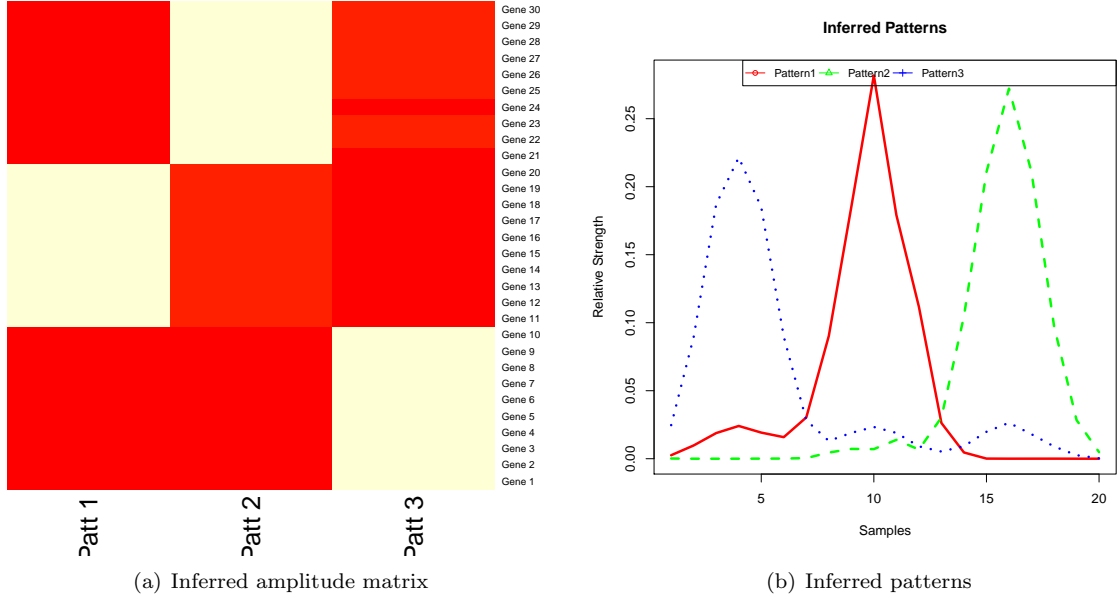 Gene 30
Gene 29
Gene 28
Gene 27
Gene 26
Gene 25
Gene 24
Gene 23
Gene 22
Gene 21
Gene 20
Gene 19
Gene 18
Gene 17
Gene 16
Gene 15
Gene 14
Gene 13
Gene 12
Gene 11
Gene 10
Gene 9
Gene 8
Gene 7
Gene 6
Gene 5
Gene 4
Gene 3
Gene 2
Gene 1
Patt 1
Patt 2
Patt 3
(a) Inferred amplitude matrix
Inferred Patterns
Pattern1 Pattern2 Pattern3
Relative Strength
0.25
0.20
0.15
0.10
0.05
0.00
5 10 15 20
Samples
(b) Inferred patterns